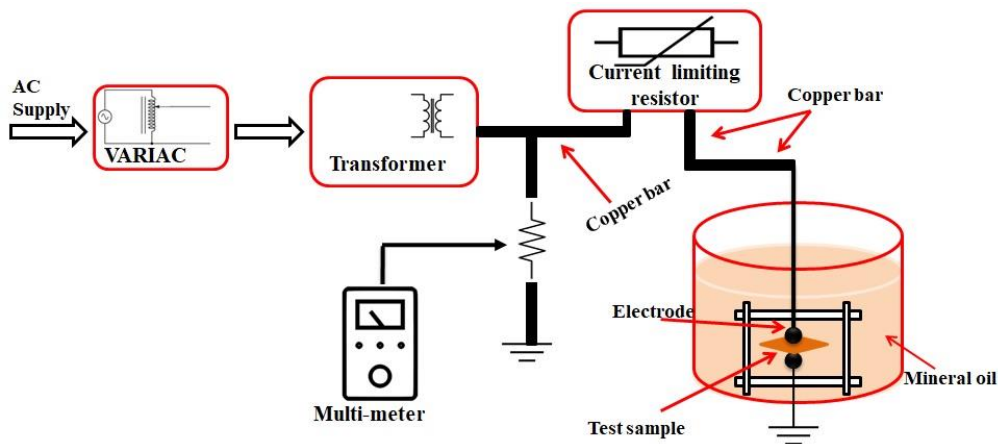 AC
Supply
VARIAC
Transformer
Current limiting
resistor
Copper bar
Copper bar
Multi-meter
Electrode
Mineral oil
Test sample